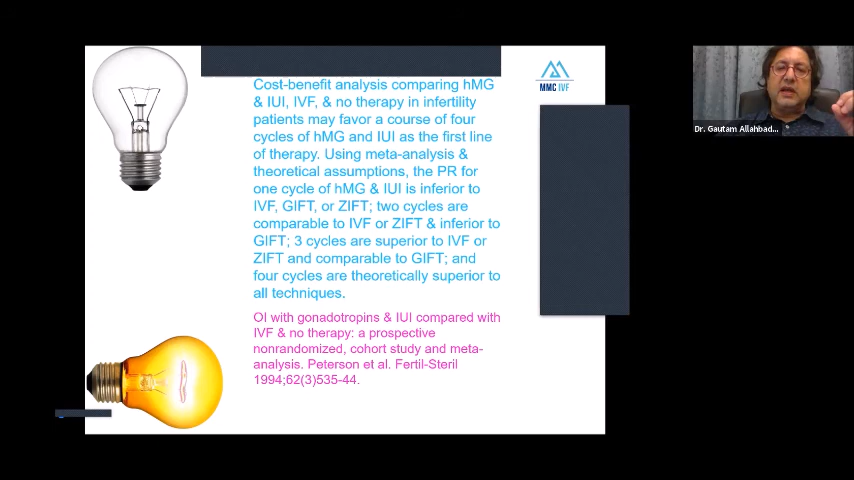 Cost-benefit analysis comparing hMG
& IUI, IVF, & no therapy in infertility
patients may favor a course of four
cycles of hMG and IUI as the first line
of therapy. Using meta-analysis &
theoretical assumptions, the PR for
one cycle of hMG & IUI is inferior to
IVF, GIFT, or ZIFT; two cycles are
comparable to IVF or ZIFT & inferior to
GIFT; 3 cycles are superior to IVF or
ZIFT and comparable to GIFT; and
four cycles are theoretically superior to
all techniques.
OI with gonadotropins & IUI compared with
IVF & no therapy: a prospective
nonrandomized, cohort study and meta-
analysis. Peterson et al. Fertil-Steril
1994;62(3)535-44.
MMC IVF
Dr. Gautam Allahbad...